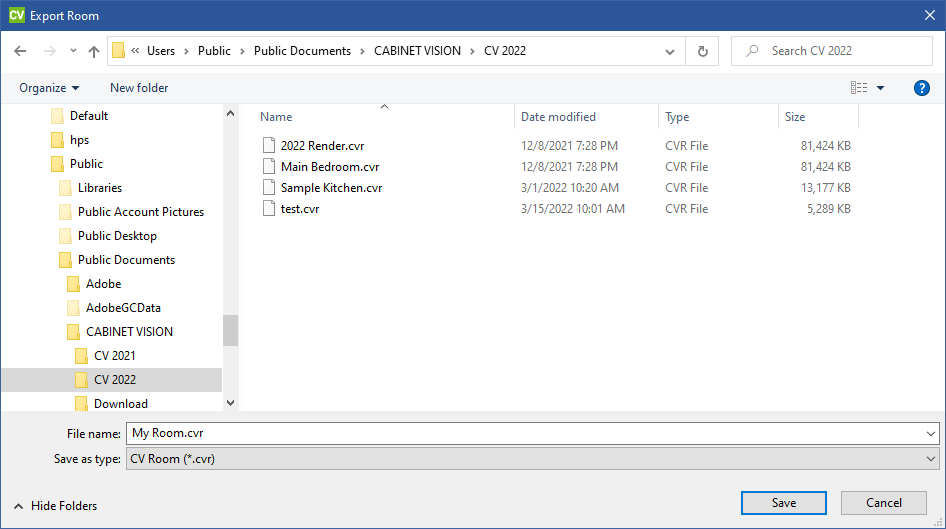 CV Export Room
« Users > Public > Public Documents > CABINET VISION > CV 2022
Search CV 2022
Organize
New folder
?
Default
hps
Public
Libraries
Public Account Pictures
Public Desktop
Public Documents
Adobe
AdobeGCData
CABINET VISION
CV 2021
CV 2022
Download
Name Date modified Type Size
2022 Render.cvr 12/8/2021 7:28 PM CVR File 81,424 KB
Main Bedroom.cvr 12/8/2021 7:28 PM CVR File 81,424 KB
Sample Kitchen.cvr 3/1/2022 10:20 AM CVR File 13,177 KB
test.cvr 3/15/2022 10:01 AM CVR File 5,289 KB
File name: My Room.cvr
Save as type: CV Room (*.cvr)
Hide Folders
Save
Cancel